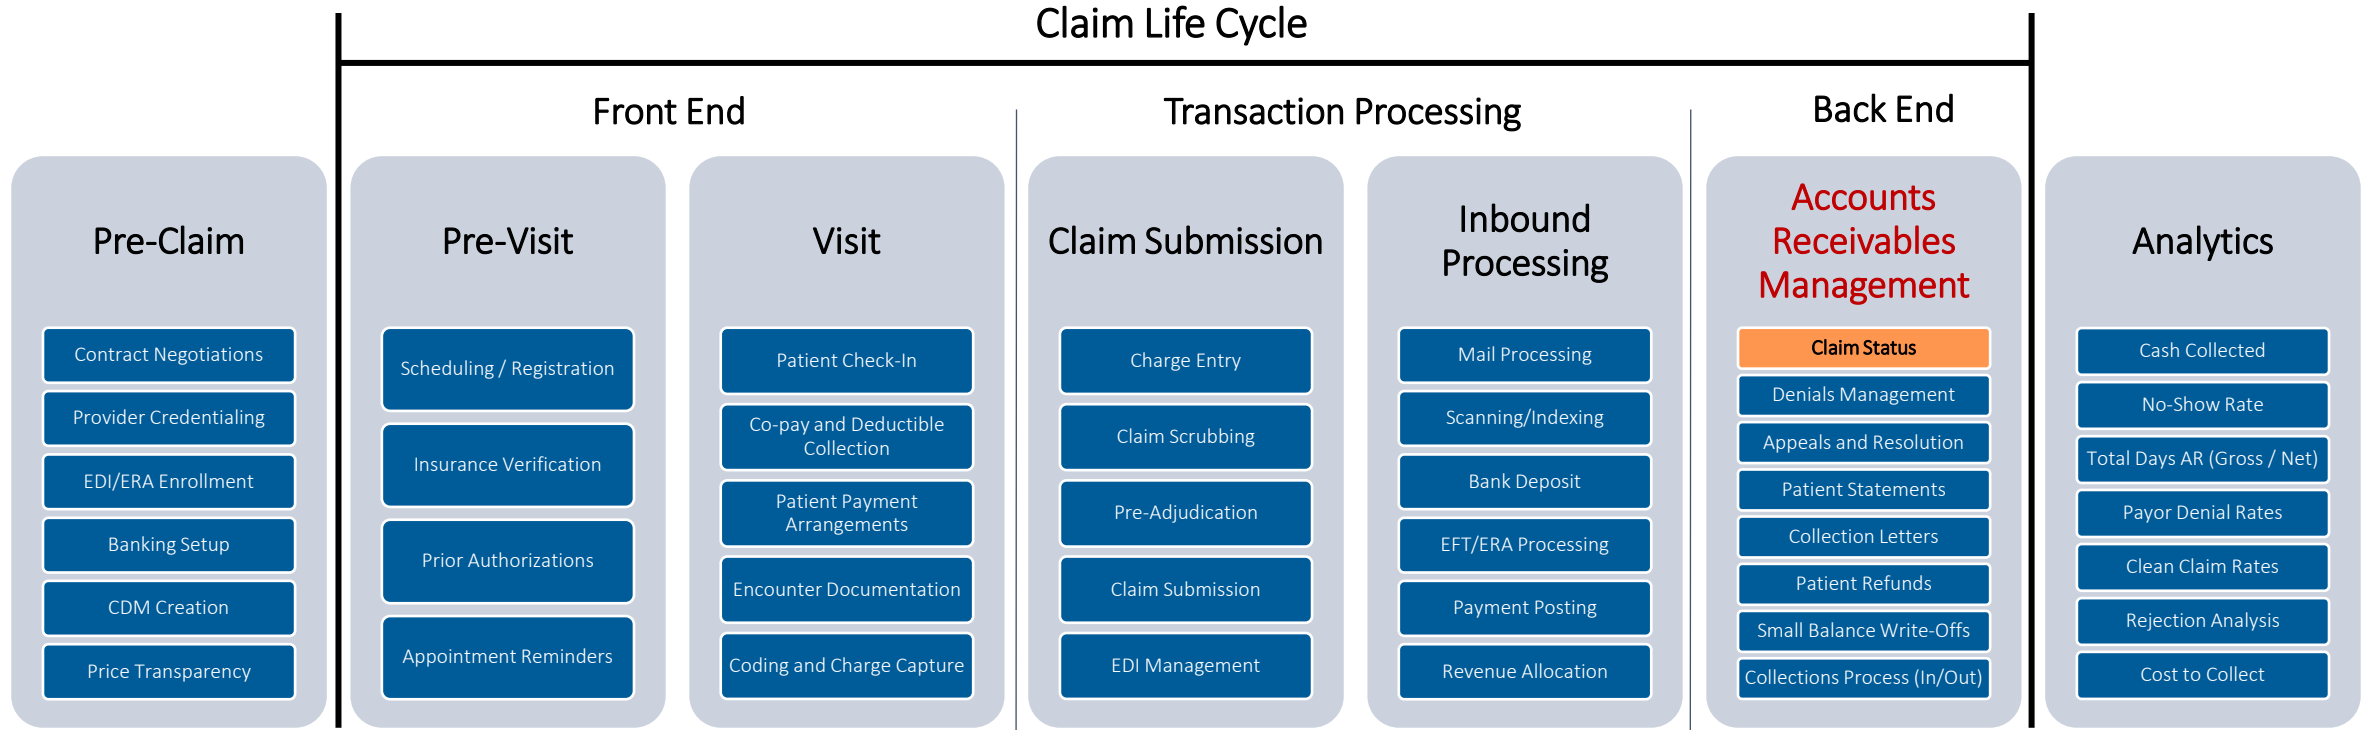 Claim Life Cycle
Front End
Transaction Processing
Back End
Pre-Claim
Contract Negotiations
Provider Credentialing
EDI/ERA Enrollment
Banking Setup
CDM Creation
Price Transparency
Pre-Visit
Scheduling / Registration
Insurance Verification
Prior Authorizations
Appointment Reminders
Visit
Patient Check-In
Co-pay and Deductible
Collection
Patient Payment
Arrangements
Encounter Documentation
Coding and Charge Capture
Claim Submission
Charge Entry
Claim Scrubbing
Pre-Adjudication
Claim Submission
EDI Management
Inbound
Processing
Mail Processing
Scanning/Indexing
Bank Deposit
EFT/ERA Processing
Payment Posting
Revenue Allocation
Accounts
Receivables
Management
Claim Status
Denials Management
Appeals and Resolution
Patient Statements
Collection Letters
Patient Refunds
Small Balance Write-Offs
Collections Process (In/Out)
Analytics
Cash Collected
No-Show Rate
Total Days AR (Gross / Net)
Payor Denial Rates
Clean Claim Rates
Rejection Analysis
Cost to Collect